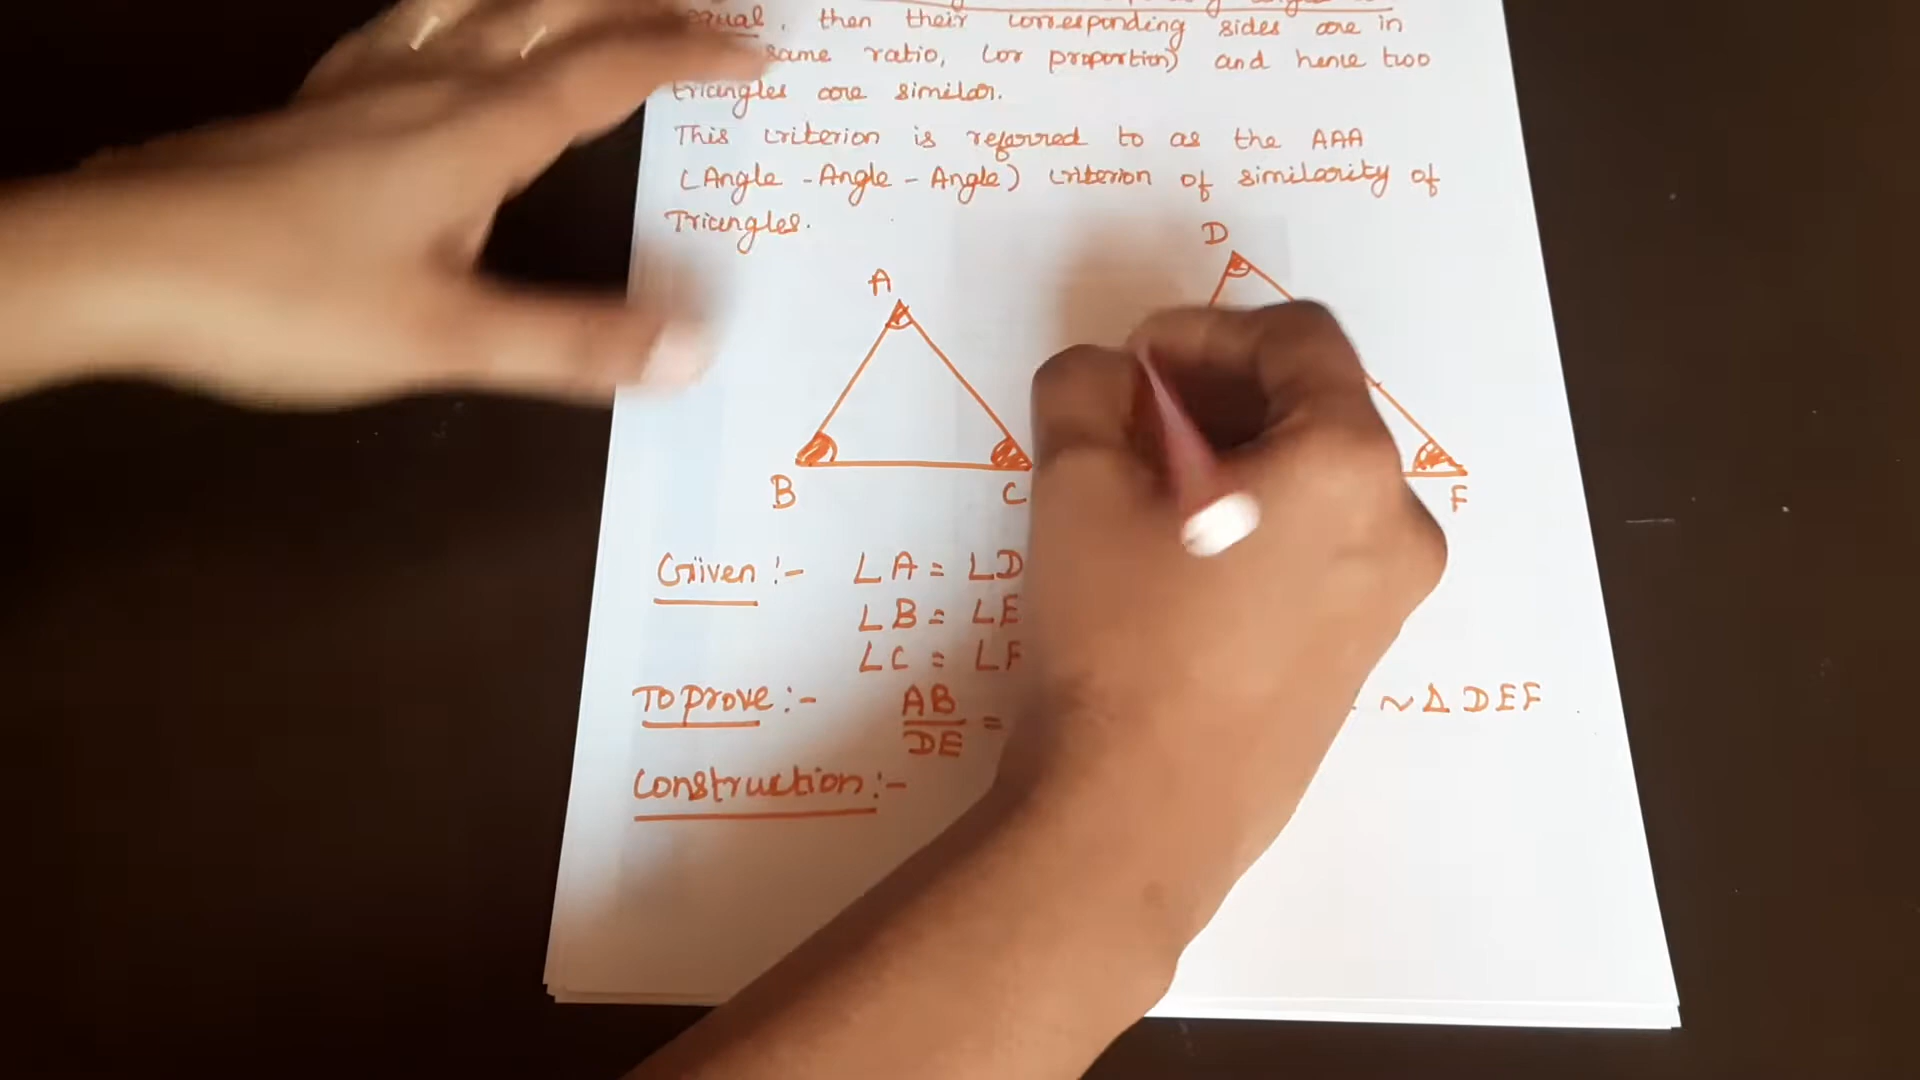 equal, then their corresponding sides are in
same ratio, (or proportion) and hence two
triangles are similar.
This criterion is referred to as the AAA
(Angle - Angle - Angle) criterion of similarity of
Triangles.
D
A
B
C
F
Given :- ∠A = ∠D
∠B = ∠E
∠C = ∠F
To prove :- AB/DE = ~ Δ DEF
Construction :-